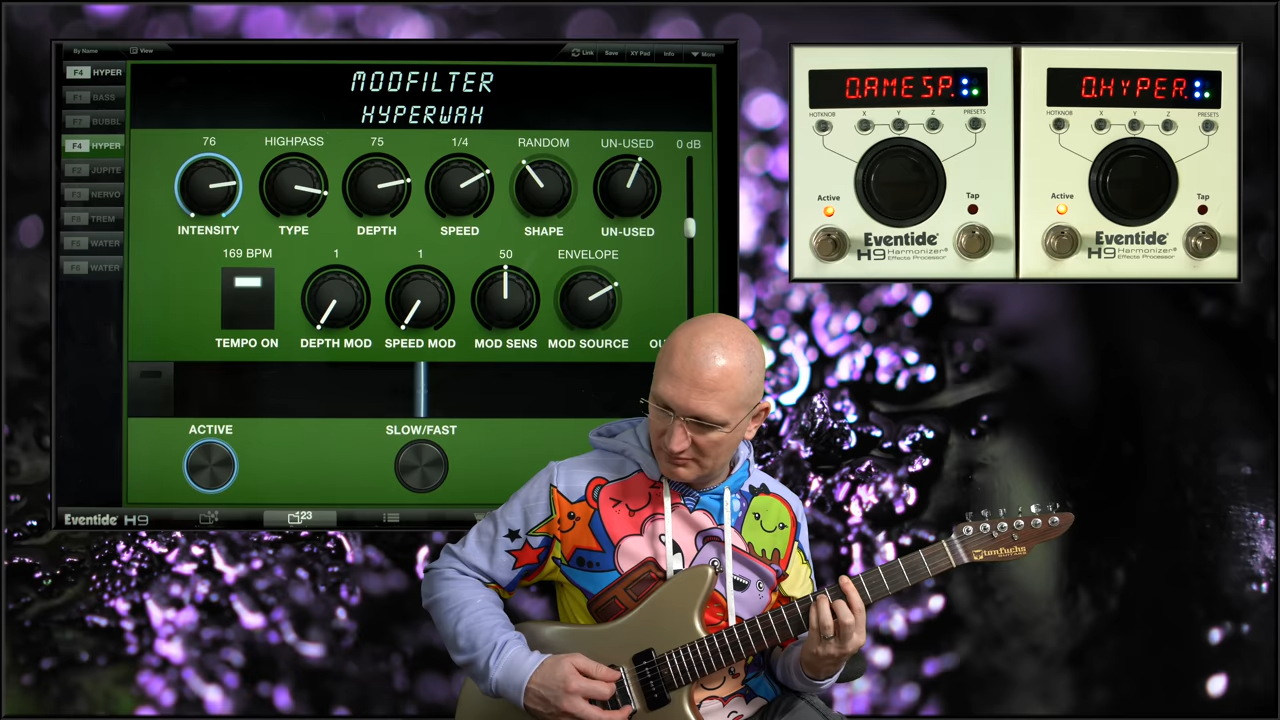 By Name View Link Save XY Pad Info More
F4 HYPER
F1 BASS
F7 BUBBL
F4 HYPER
F2 JUPITE
F3 NERVO
F8 TREM
F5 WATER
F6 WATER
MODFILTER
HYPERWAH
76 HIGHPASS 75 1/4 RANDOM UN-USED 0 dB
INTENSITY TYPE DEPTH SPEED SHAPE UN-USED
169 BPM 1 50 ENVELOPE
TEMPO ON DEPTH MOD SPEED MOD MOD SENS MOD SOURCE OU
ACTIVE SLOW/FAST
Eventide H9 123
Q.AMESP.
HOTKNOB X Y Z PRESETS
Active Tap
Eventide®
H9 Harmonizer®
Effects Processor
Q.HYPER.
HOTKNOB X Y Z PRESETS
Active Tap
Eventide®
H9 Harmonizer®
Effects Processor
tonfuchs
GUITARS